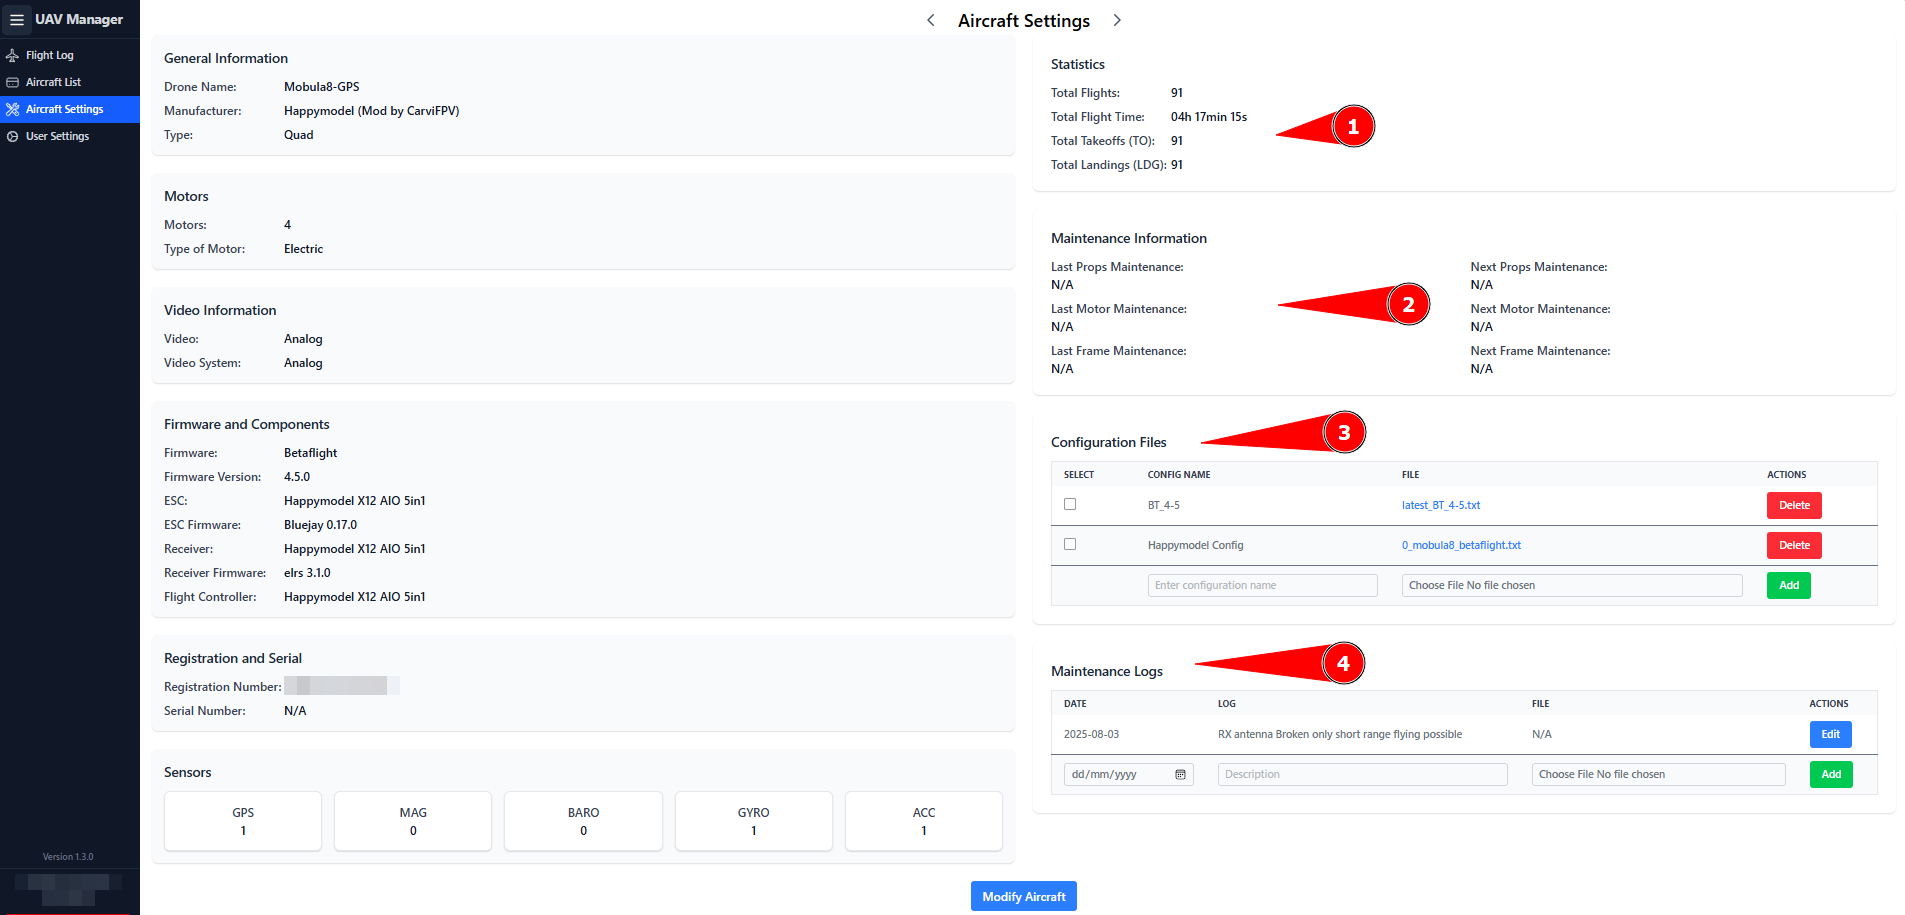 UAV Manager
Flight Log
Aircraft List
Aircraft Settings
User Settings
Version 1.3.0
Aircraft Settings
General Information
Drone Name: Mobula8-GPS
Manufacturer: Happymodel (Mod by CarviFPV)
Type: Quad
Motors
Motors: 4
Type of Motor: Electric
Video Information
Video: Analog
Video System: Analog
Firmware and Components
Firmware: Betaflight
Firmware Version: 4.5.0
ESC: Happymodel X12 AIO 5in1
ESC Firmware: Bluejay 0.17.0
Receiver: Happymodel X12 AIO 5in1
Receiver Firmware: elrs 3.1.0
Flight Controller: Happymodel X12 AIO 5in1
Registration and Serial
Registration Number:
Serial Number: N/A
Sensors
GPS MAG BARO GYRO ACC
1 0 0 1 1
Statistics
Total Flights: 91
Total Flight Time: 04h 17min 15s
1
Total Takeoffs (TO): 91
Total Landings (LDG): 91
Maintenance Information
Last Props Maintenance: Next Props Maintenance:
N/A N/A
2
Last Motor Maintenance: Next Motor Maintenance:
N/A N/A
Last Frame Maintenance: Next Frame Maintenance:
N/A N/A
Configuration Files
3
SELECT CONFIG NAME FILE ACTIONS
BT_4-5 latest_BT_4-5.txt Delete
Happymodel Config 0_mobula8_betaflight.txt Delete
Enter configuration name Choose File No file chosen Add
Maintenance Logs
4
DATE LOG FILE ACTIONS
2025-08-03 RX antenna Broken only short range flying possible N/A Edit
dd/mm/yyyy Description Choose File No file chosen Add
Modify Aircraft